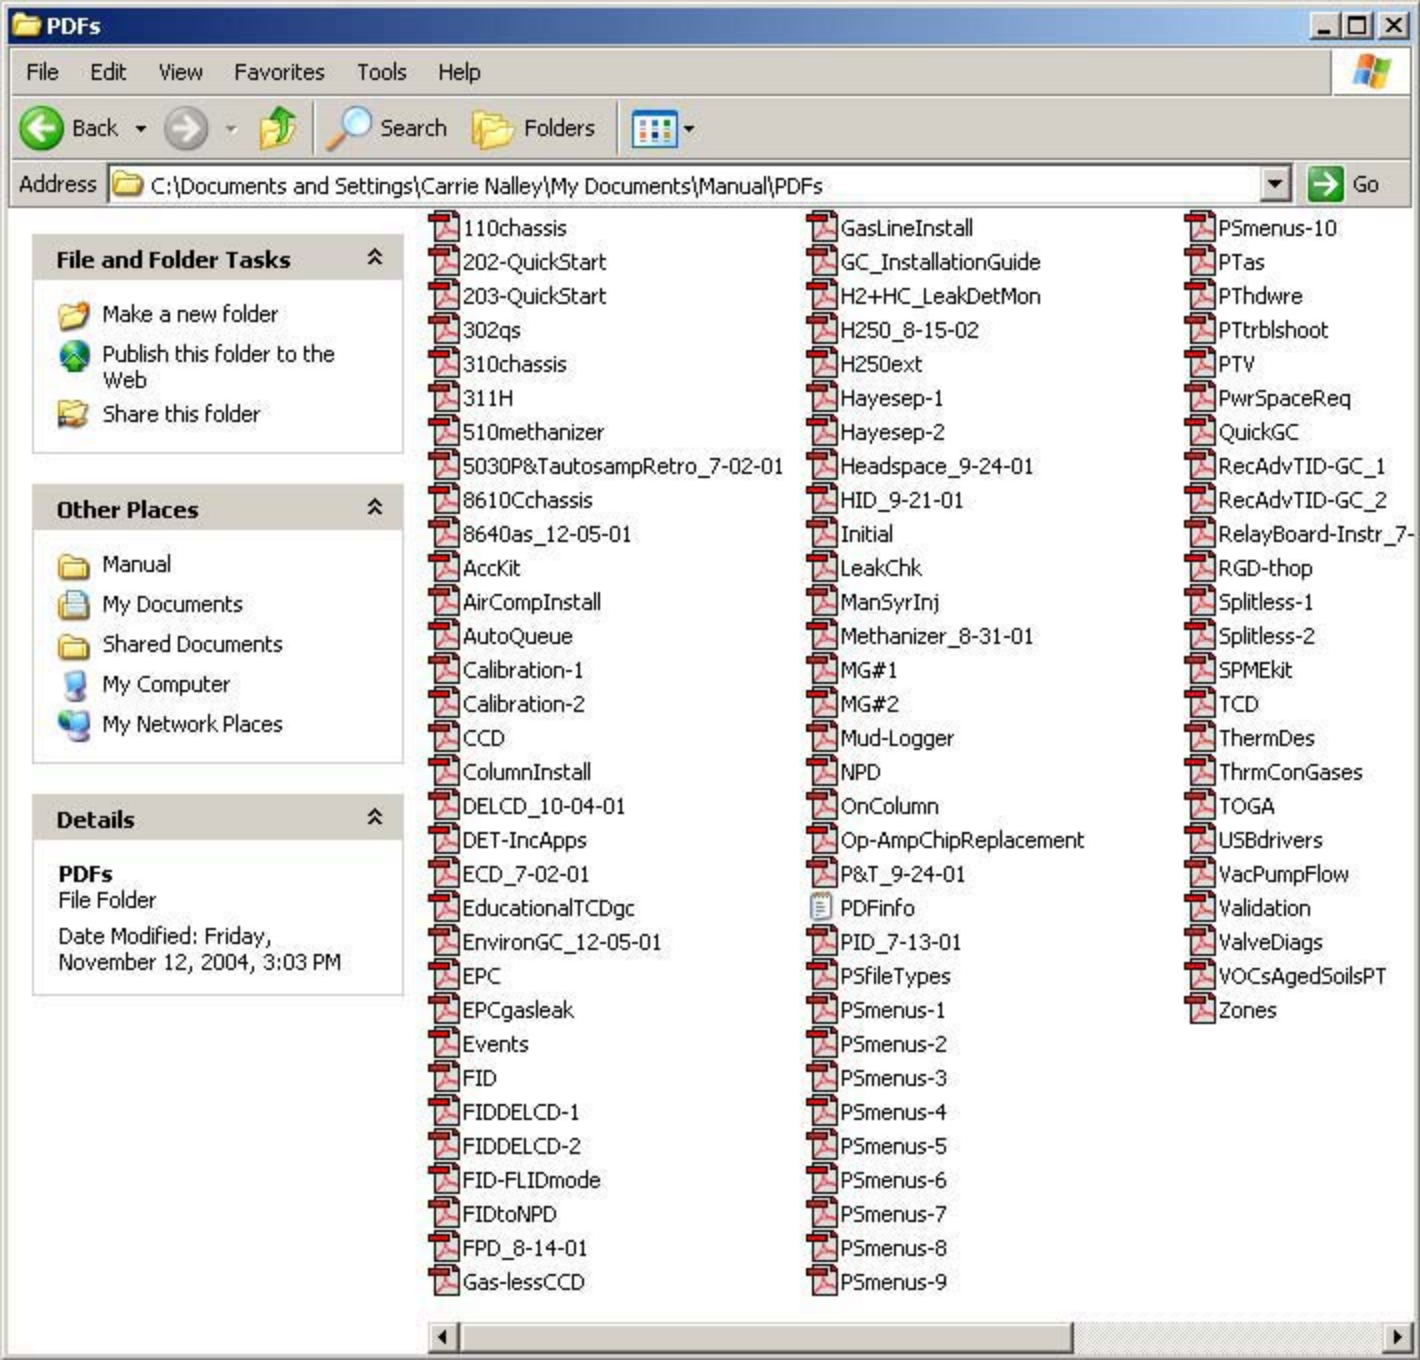 PDFs
File Edit View Favorites Tools Help
Back Search Folders
Address C:\Documents and Settings\Carrie Nalley\My Documents\Manual\PDFs Go
File and Folder Tasks
Make a new folder
Publish this folder to the
Web
Share this folder
Other Places
Manual
My Documents
Shared Documents
My Computer
My Network Places
Details
PDFs
File Folder
Date Modified: Friday,
November 12, 2004, 3:03 PM
110chassis
202-QuickStart
203-QuickStart
302qs
310chassis
311H
510methanizer
5030P&TautosampRetro_7-02-01
8610Cchassis
8640as_12-05-01
AccKit
AirCompInstall
AutoQueue
Calibration-1
Calibration-2
CCD
ColumnInstall
DELCD_10-04-01
DET-IncApps
ECD_7-02-01
EducationalTCDgc
EnvironGC_12-05-01
EPC
EPCgasleak
Events
FID
FIDDELCD-1
FIDDELCD-2
FID-FLIDmode
FIDtoNPD
FPD_8-14-01
Gas-lessCCD
GasLineInstall
GC_InstallationGuide
H2+HC_LeakDetMon
H250_8-15-02
H250ext
Hayesep-1
Hayesep-2
Headspace_9-24-01
HID_9-21-01
Initial
LeakChk
ManSyrInj
Methanizer_8-31-01
MG#1
MG#2
Mud-Logger
NPD
OnColumn
Op-AmpChipReplacement
P&T_9-24-01
PDFinfo
PID_7-13-01
PSfileTypes
PSmenus-1
PSmenus-2
PSmenus-3
PSmenus-4
PSmenus-5
PSmenus-6
PSmenus-7
PSmenus-8
PSmenus-9
PSmenus-10
PTas
PThdwre
PTtrblshoot
PTV
PwrSpaceReq
QuickGC
RecAdvTID-GC_1
RecAdvTID-GC_2
RelayBoard-Instr_7-
RGD-thop
Splitless-1
Splitless-2
SPMEkit
TCD
ThermDes
ThrmConGases
TOGA
USBdrivers
VacPumpFlow
Validation
ValveDiags
VOCsAgedSoilsPT
Zones